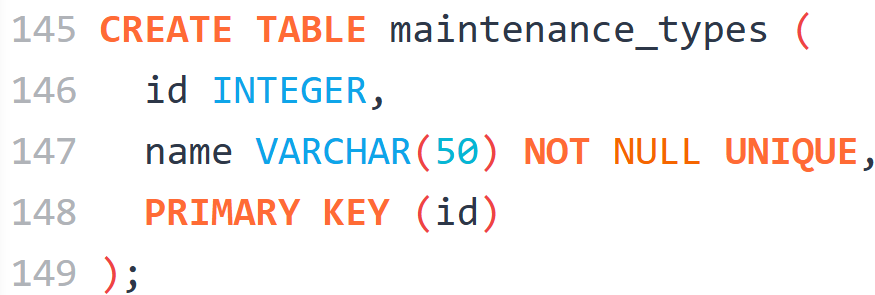 145 CREATE TABLE maintenance_types (
146   id INTEGER,
147   name VARCHAR(50) NOT NULL UNIQUE,
148   PRIMARY KEY (id)
149 );